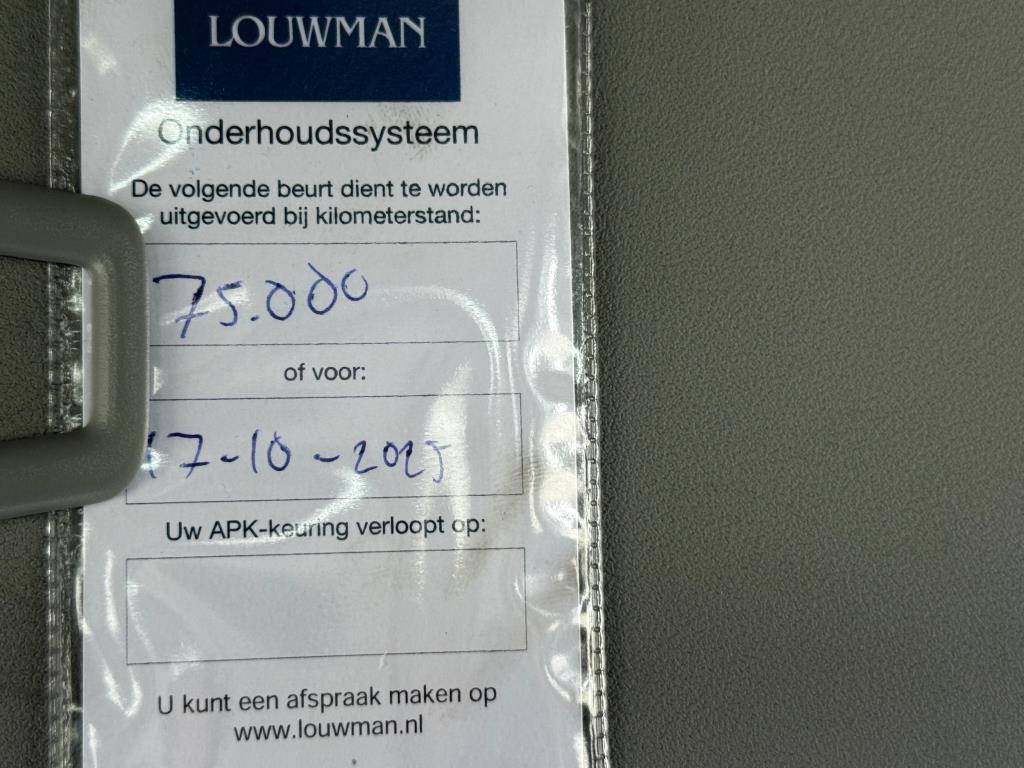 LOUWMAN
Onderhoudssysteem
De volgende beurt dient te worden
uitgevoerd bij kilometerstand:
75.000
of voor:
17-10-2025
Uw APK-keuring verloopt op:
U kunt een afspraak maken op
www.louwman.nl